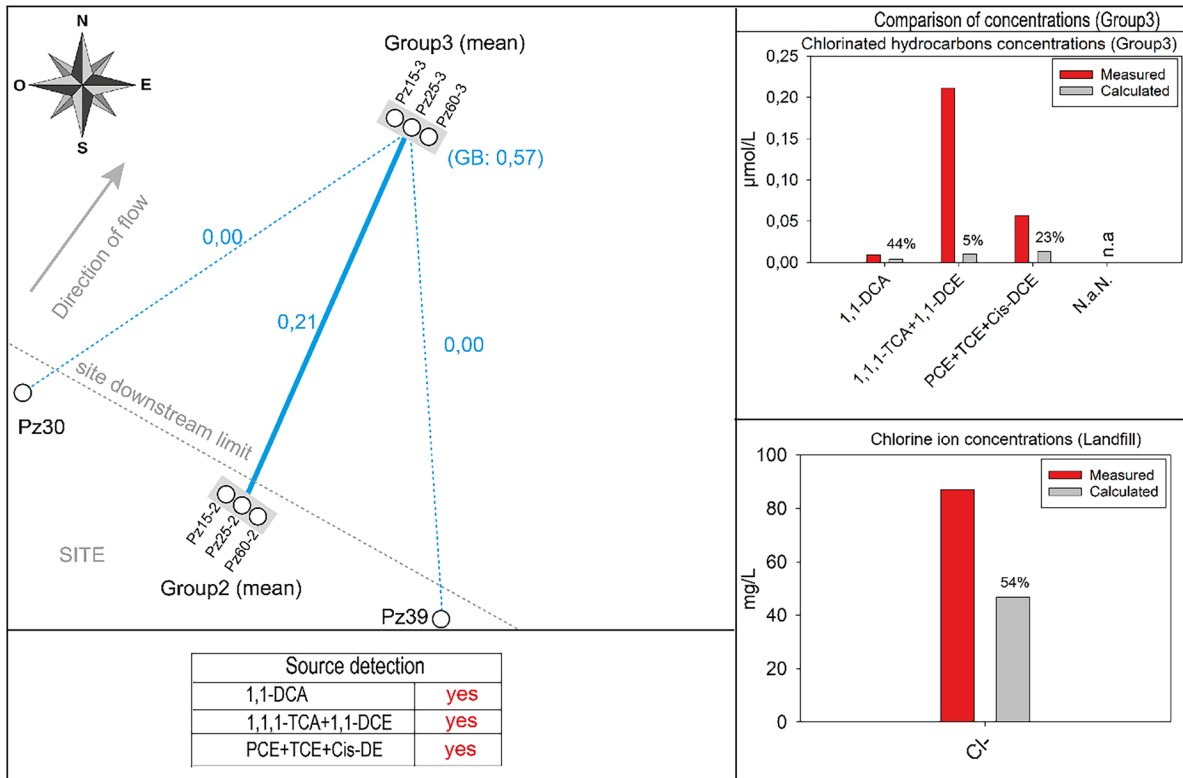 N
O
E
S
Direction of flow
Group3 (mean)
Pz15-3
Pz25-3
Pz60-3
(GB: 0,57)
0,00
0,21
0,00
Pz30
site downstream limit
Pz15-2
Pz25-2
Pz60-2
SITE
Group2 (mean)
Pz39
Source detection
1,1-DCA yes
1,1,1-TCA+1,1-DCE yes
PCE+TCE+Cis-DE yes
Comparison of concentrations (Group3)
Chlorinated hydrocarbons concentrations (Group3)
Measured
Calculated
µmol/L
0,25
0,20
0,15
0,10
0,05
0,00
44%
5%
23%
n.a
1,1-DCA
1,1,1-TCA+1,1-DCE
PCE+TCE+Cis-DCE
N.a.N.
Chlorine ion concentrations (Landfill)
Measured
Calculated
mg/L
100
80
60
40
20
0
54%
Cl-